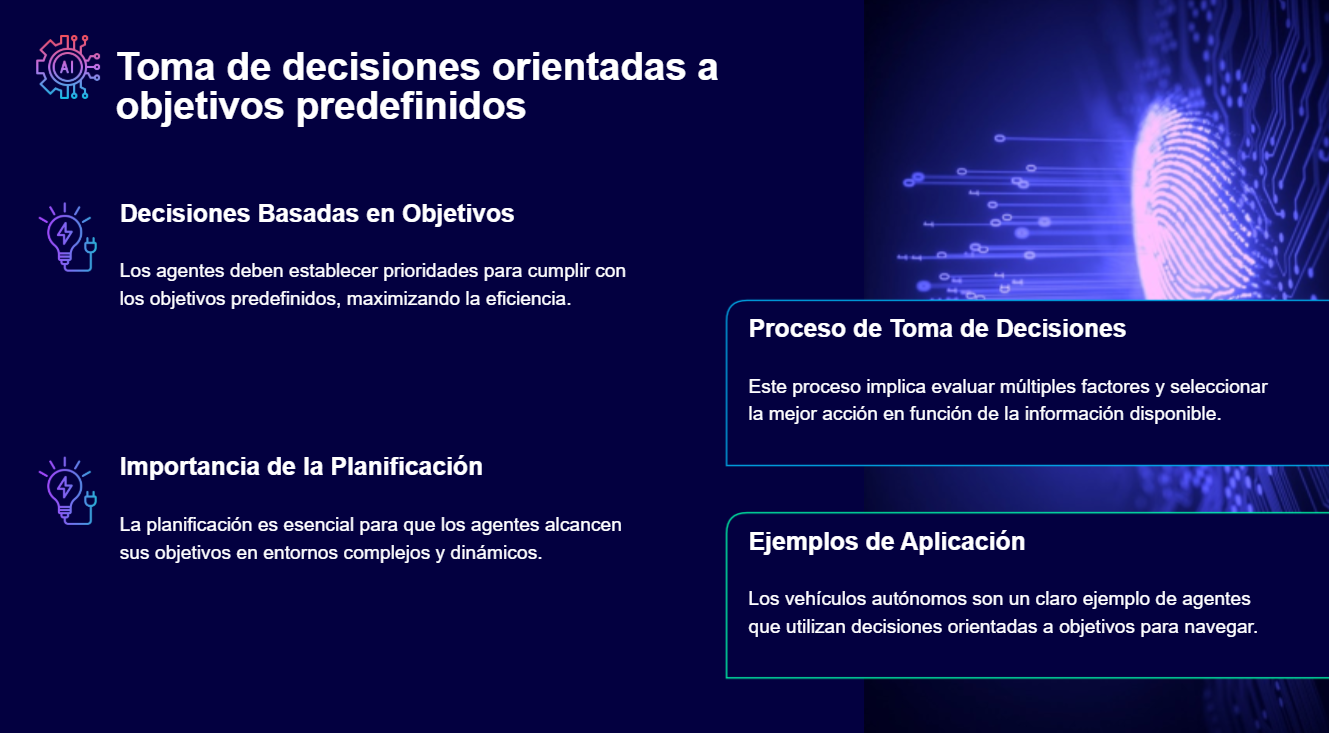 AI
Toma de decisiones orientadas a
objetivos predefinidos
Decisiones Basadas en Objetivos
Los agentes deben establecer prioridades para cumplir con
los objetivos predefinidos, maximizando la eficiencia.
Importancia de la Planificación
La planificación es esencial para que los agentes alcancen
sus objetivos en entornos complejos y dinámicos.
Proceso de Toma de Decisiones
Este proceso implica evaluar múltiples factores y seleccionar
la mejor acción en función de la información disponible.
Ejemplos de Aplicación
Los vehículos autónomos son un claro ejemplo de agentes
que utilizan decisiones orientadas a objetivos para navegar.